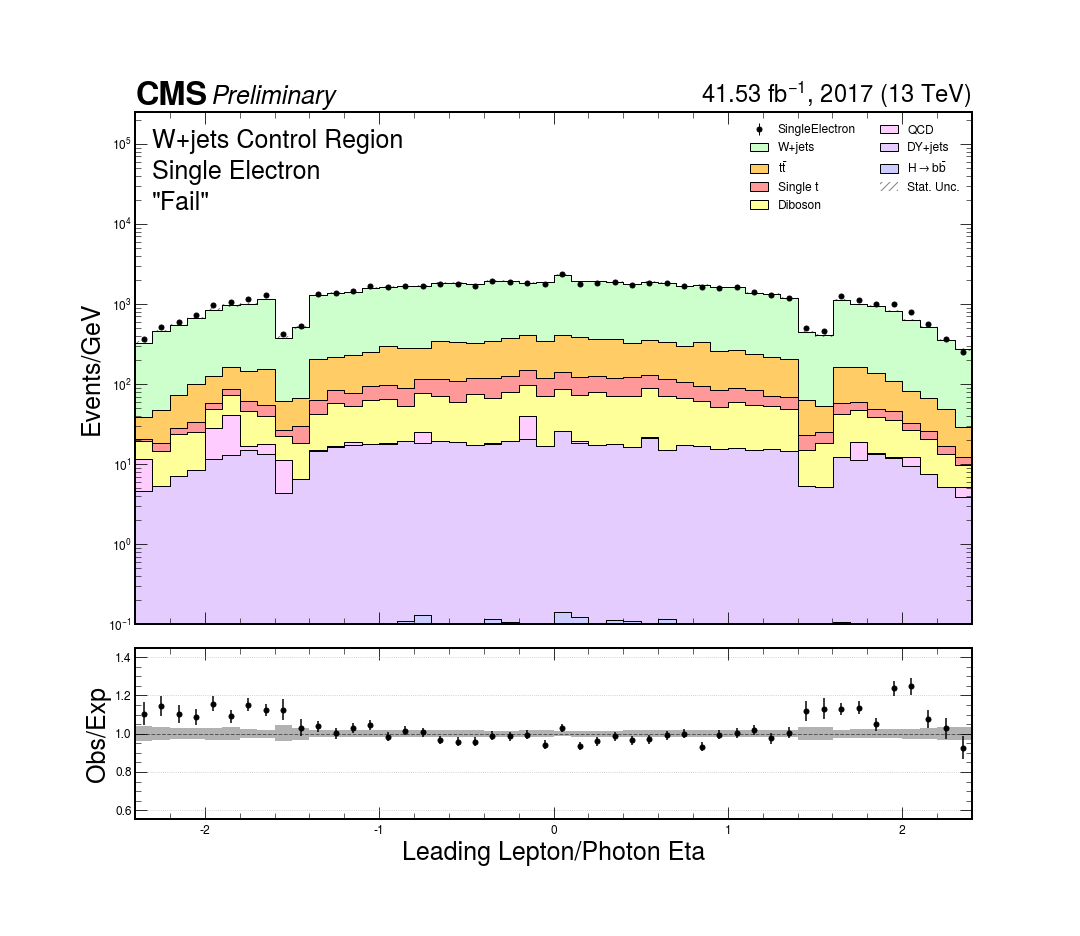 CMS Preliminary
41.53 fb⁻¹, 2017 (13 TeV)
W+jets Control Region
Single Electron
"Fail"
SingleElectron
W+jets
tt̄
Single t
Diboson
QCD
DY+jets
H→bb̄
Stat. Unc.
Events/GeV
10⁵
10⁴
10³
10²
10¹
10⁰
10⁻¹
Obs/Exp
1.4
1.2
1.0
0.8
0.6
-2 -1 0 1 2
Leading Lepton/Photon Eta